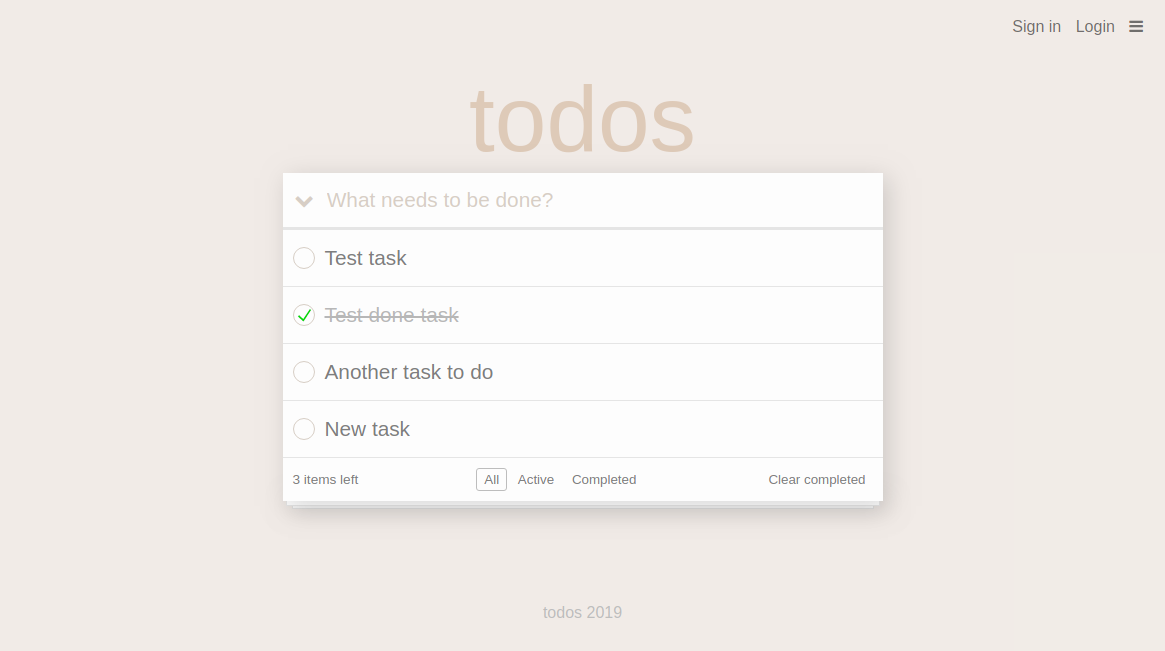 Sign in Login
todos
What needs to be done?
Test task
Test done task
Another task to do
New task
3 items left All Active Completed Clear completed
todos 2019